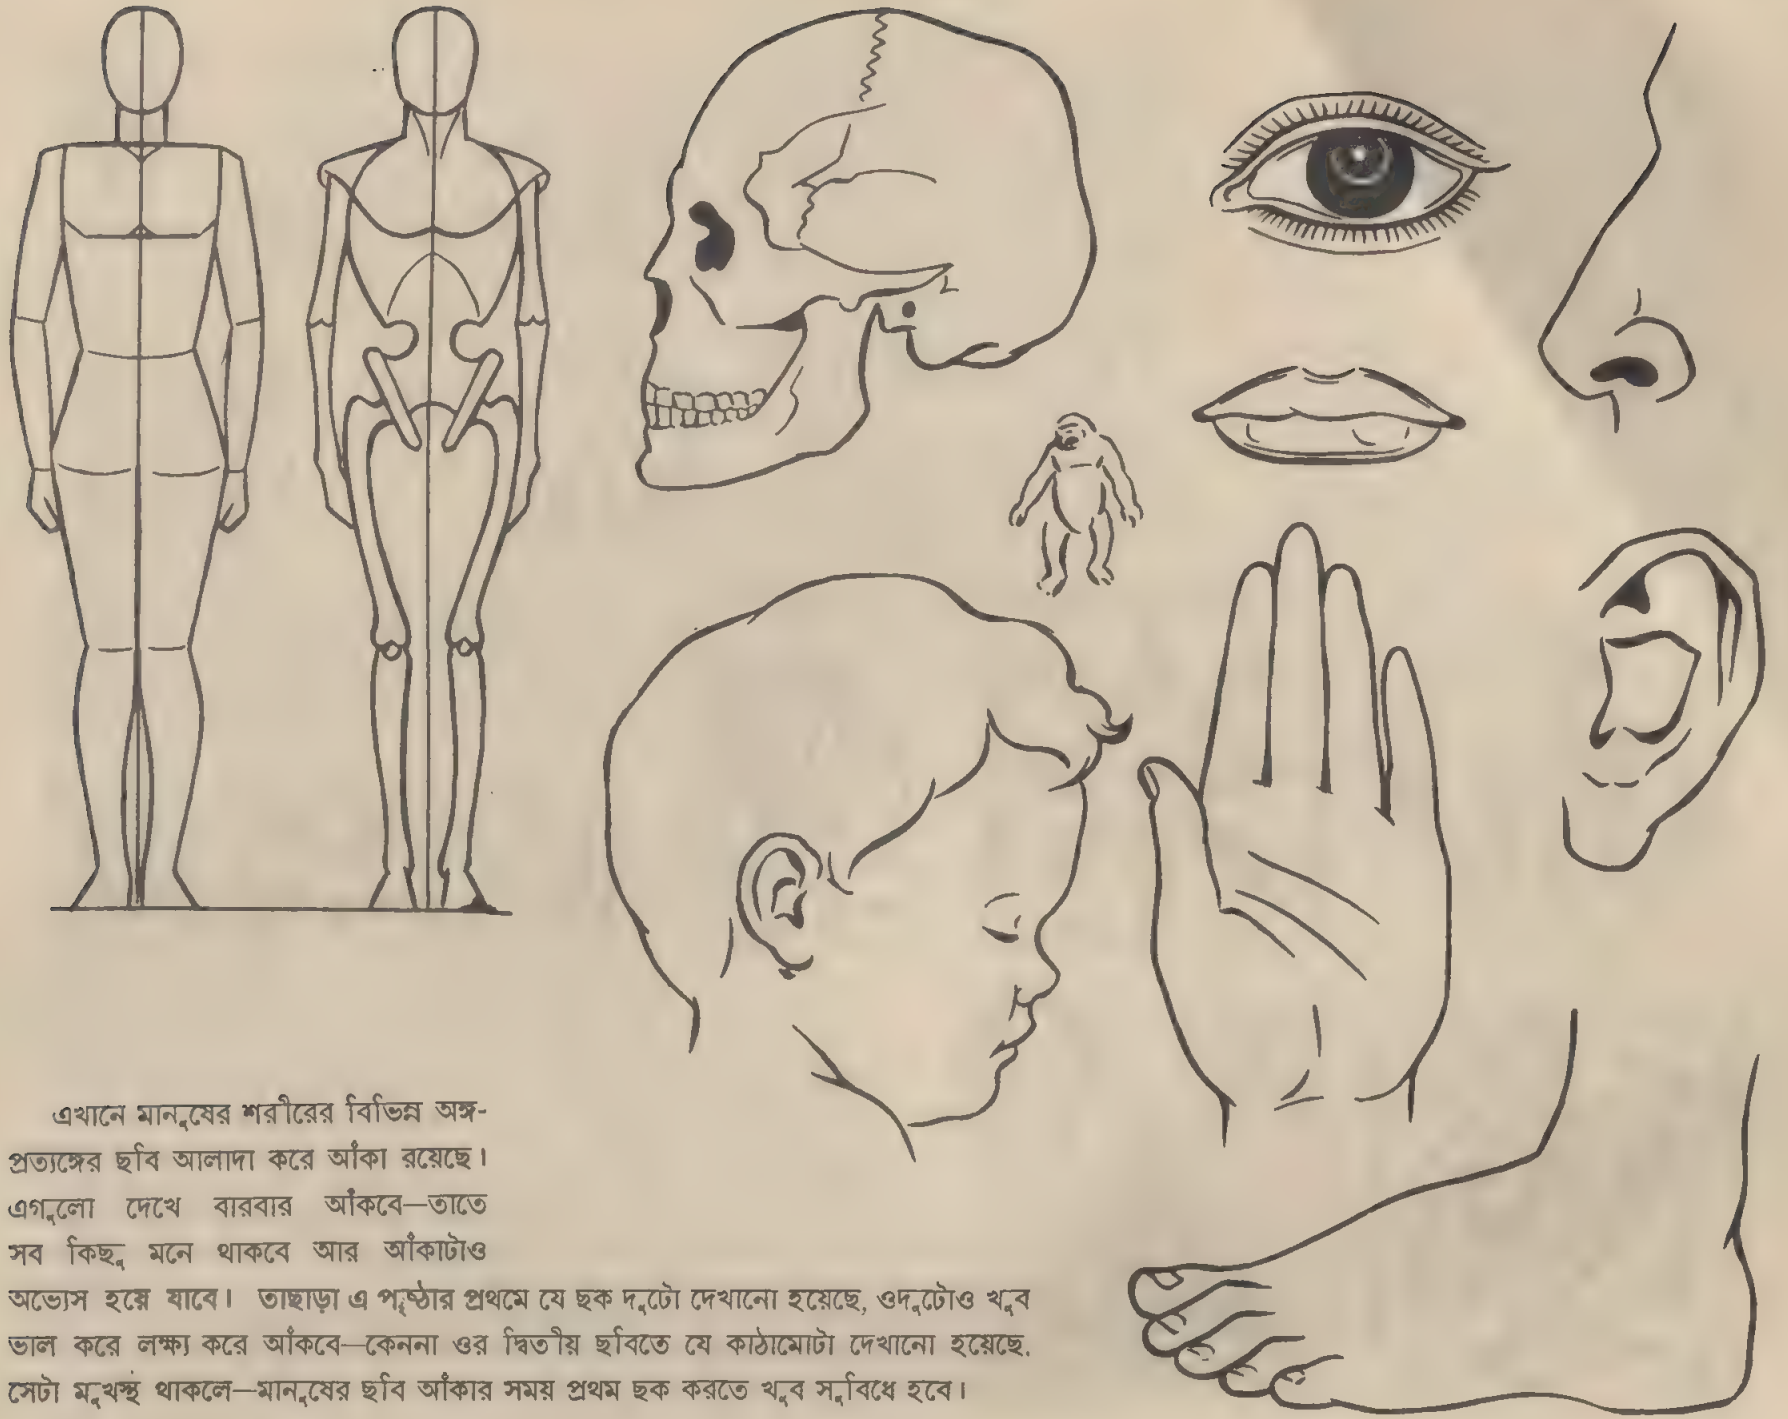 এখানে মানুষের শরীরের বিভিন্ন অঙ্গ-
প্রত্যঙ্গের ছবি আলাদা করে আঁকা রয়েছে।
এগুলো দেখে বারবার আঁকবে—তাতে
সব কিছু মনে থাকবে আর আঁকাটাও
অভ্যেস হয়ে যাবে। তাছাড়া এ পৃষ্ঠার প্রথমে যে ছক দুটো দেখানো হয়েছে, ওদুটোও খুব
ভাল করে লক্ষ্য করে আঁকবে—কেননা ওর দ্বিতীয় ছবিতে যে কাঠামোটা দেখানো হয়েছে,
সেটা মুখস্থ থাকলে—মানুষের ছবি আঁকার সময় প্রথম ছক করতে খুব সুবিধে হবে।